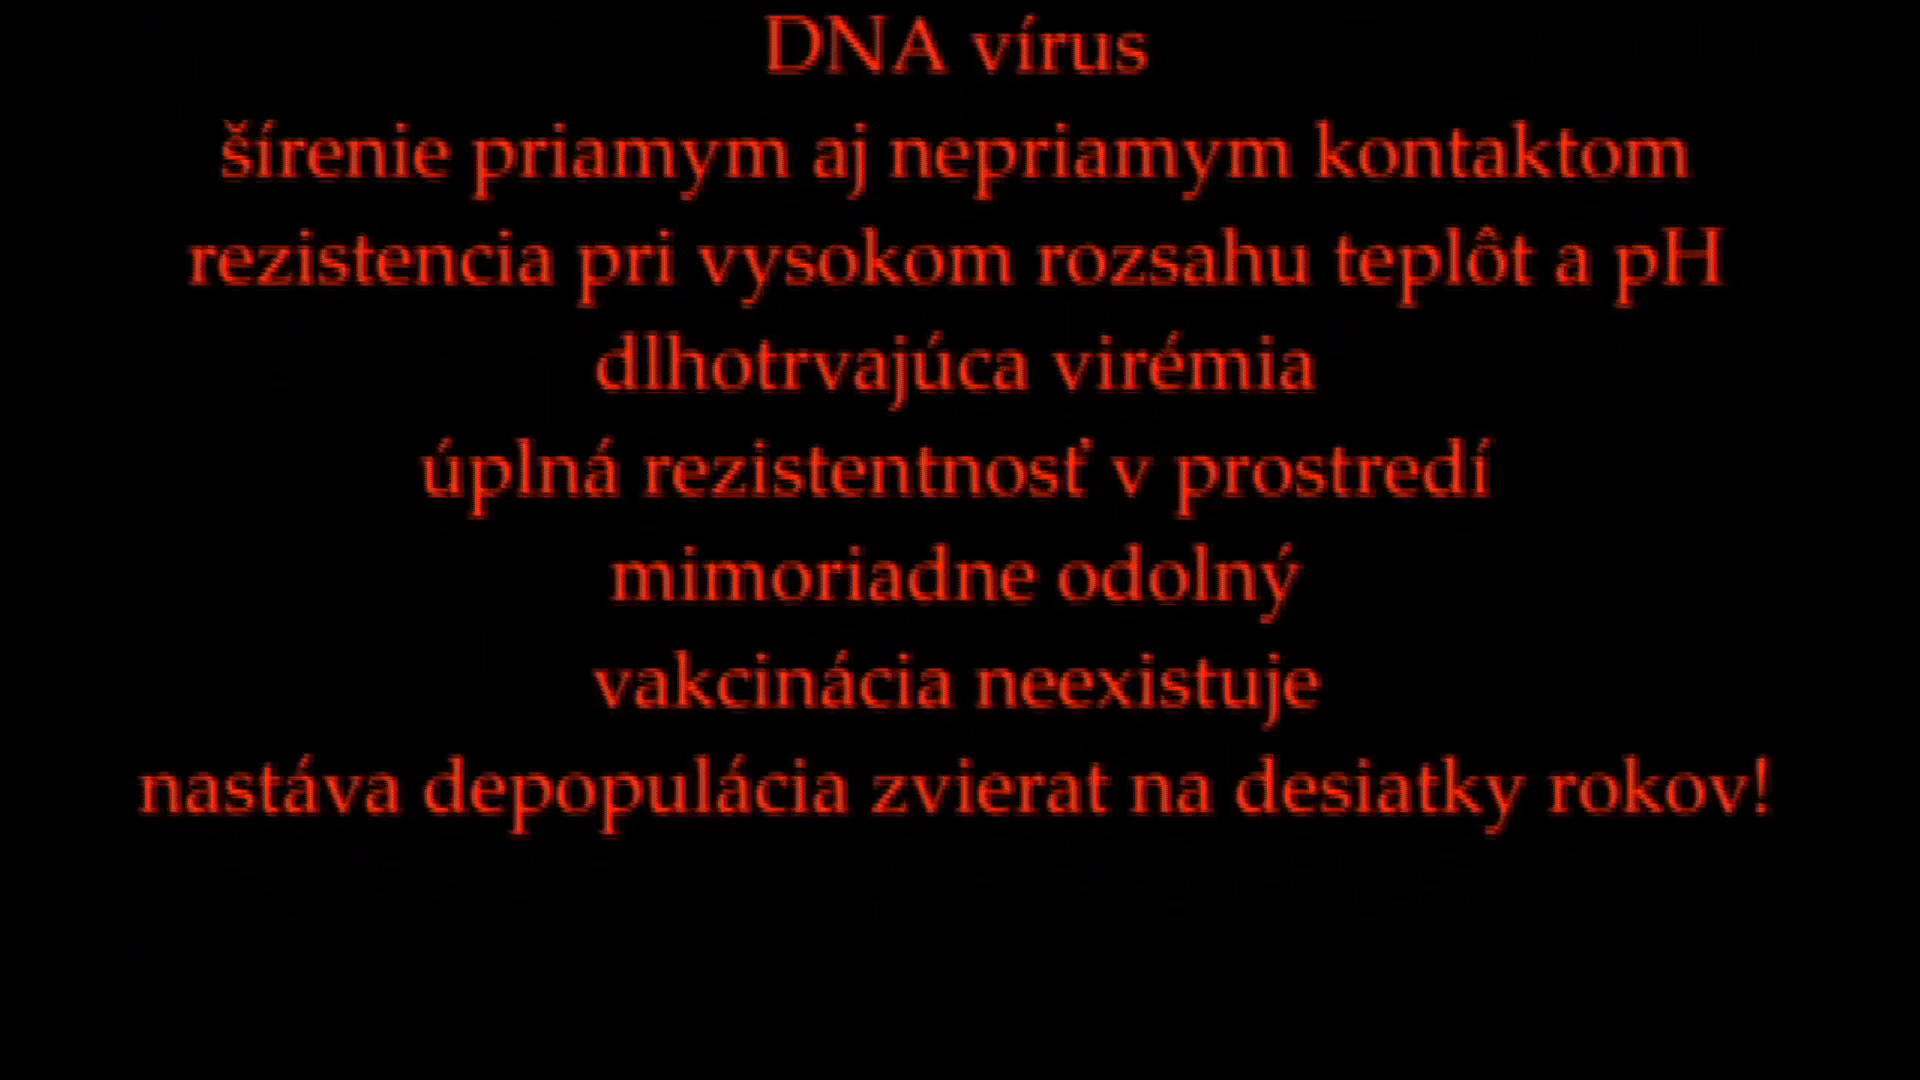 DNA vírus
šírenie priamym aj nepriamym kontaktom
rezistencia pri vysokom rozsahu teplôt a pH
dlhotrvajúca virémia
úplná rezistentnosť v prostredí
mimoriadne odolný
vakcinácia neexistuje
nastáva depopulácia zvierat na desiatky rokov!